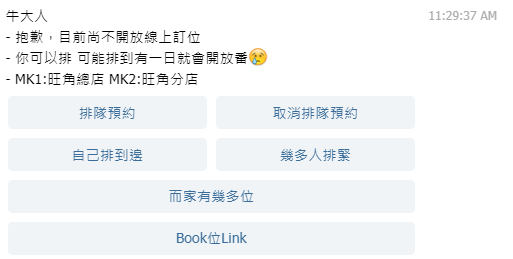 牛大人 11:29:37 AM
- 抱歉，目前尚不開放線上訂位
- 你可以排 可能排到有一日就會開放番😢
- MK1:旺角總店 MK2:旺角分店
排隊預約 取消排隊預約
自己排到邊 幾多人排緊
而家有幾多位
Book位Link